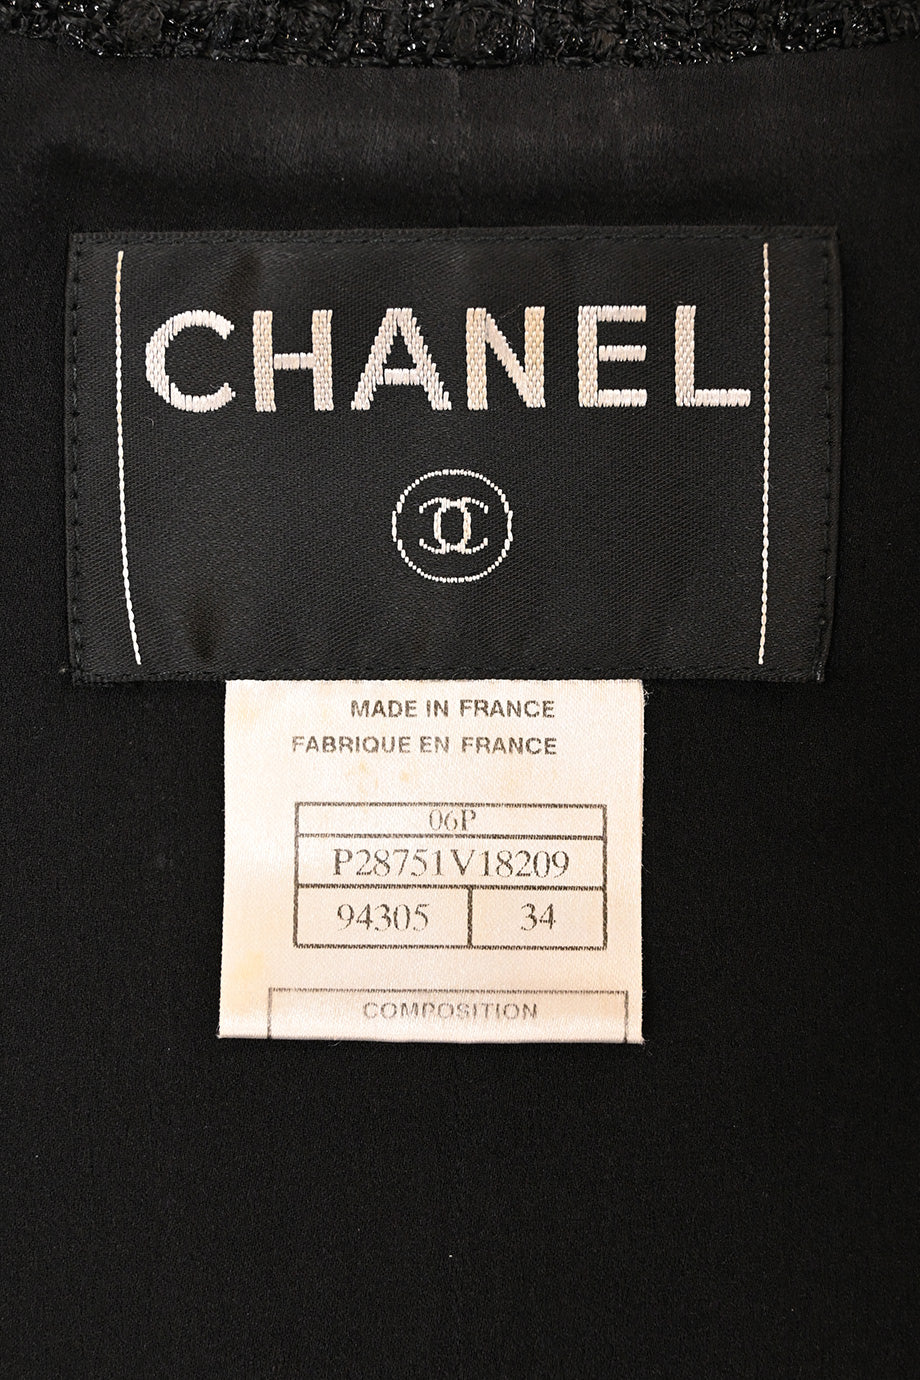 CHANEL
MADE IN FRANCE
FABRIQUE EN FRANCE
06P
P28751V18209
94305 34
COMPOSITION